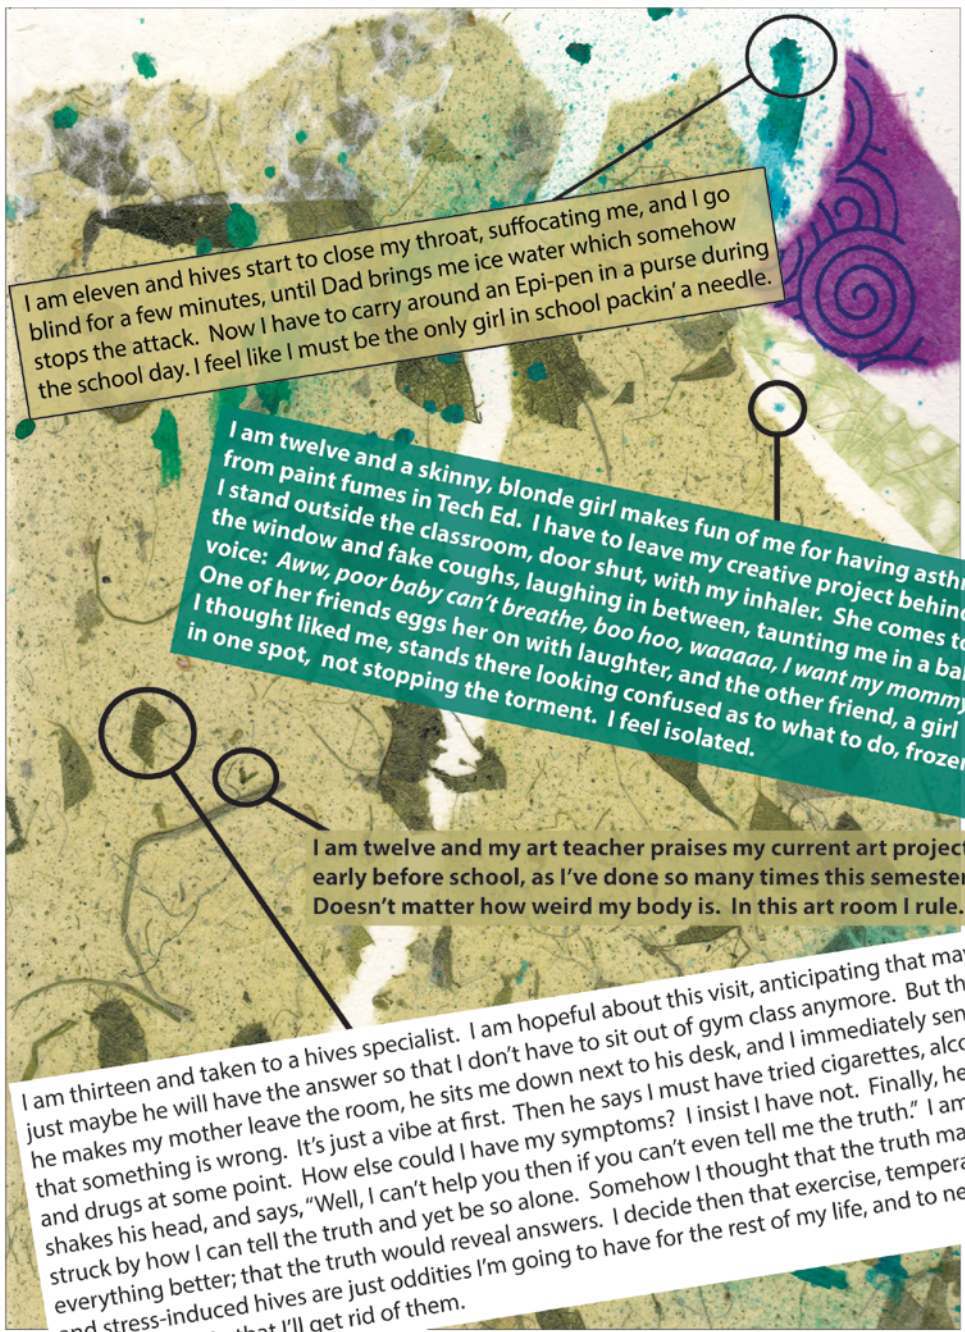 I am eleven and hives start to close my throat, suffocating me, and I go
blind for a few minutes, until Dad brings me ice water which somehow
stops the attack.  Now I have to carry around an Epi-pen in a purse during
the school day. I feel like I must be the only girl in school packin' a needle.
I am twelve and a skinny, blonde girl makes fun of me for having
from paint fumes in Tech Ed.  I have to leave my creative project
I stand outside the classroom, door shut, with my inhaler.  She comes
the window and fake coughs, laughing in between, taunting me in a
voice:  Aww, poor baby can't breathe, boo hoo, waaaaa, I want my mommy
One of her friends eggs her on with laughter, and the other friend, a girl
I thought liked me, stands there looking confused as to what to do,
in one spot,  not stopping the torment.  I feel isolated.
I am twelve and my art teacher praises my current art project
early before school, as I've done so many times this semester
Doesn't matter how weird my body is.  In this art room I rule.
I am thirteen and taken to a hives specialist.  I am hopeful about this visit, anticipating that
just maybe he will have the answer so that I don't have to sit out of gym class anymore.  But
he makes my mother leave the room, he sits me down next to his desk, and I immediately
that something is wrong.  It's just a vibe at first.  Then he says I must have tried cigarettes,
and drugs at some point.  How else could I have my symptoms?  I insist I have not.  Finally, he
shakes his head, and says, "Well, I can't help you then if you can't even tell me the truth."  I am
struck by how I can tell the truth and yet be so alone.  Somehow I thought that the truth
everything better; that the truth would reveal answers.  I decide then that exercise,
and stress-induced hives are just oddities I'm going to have for the rest of my life, and to
that I'll get rid of them.